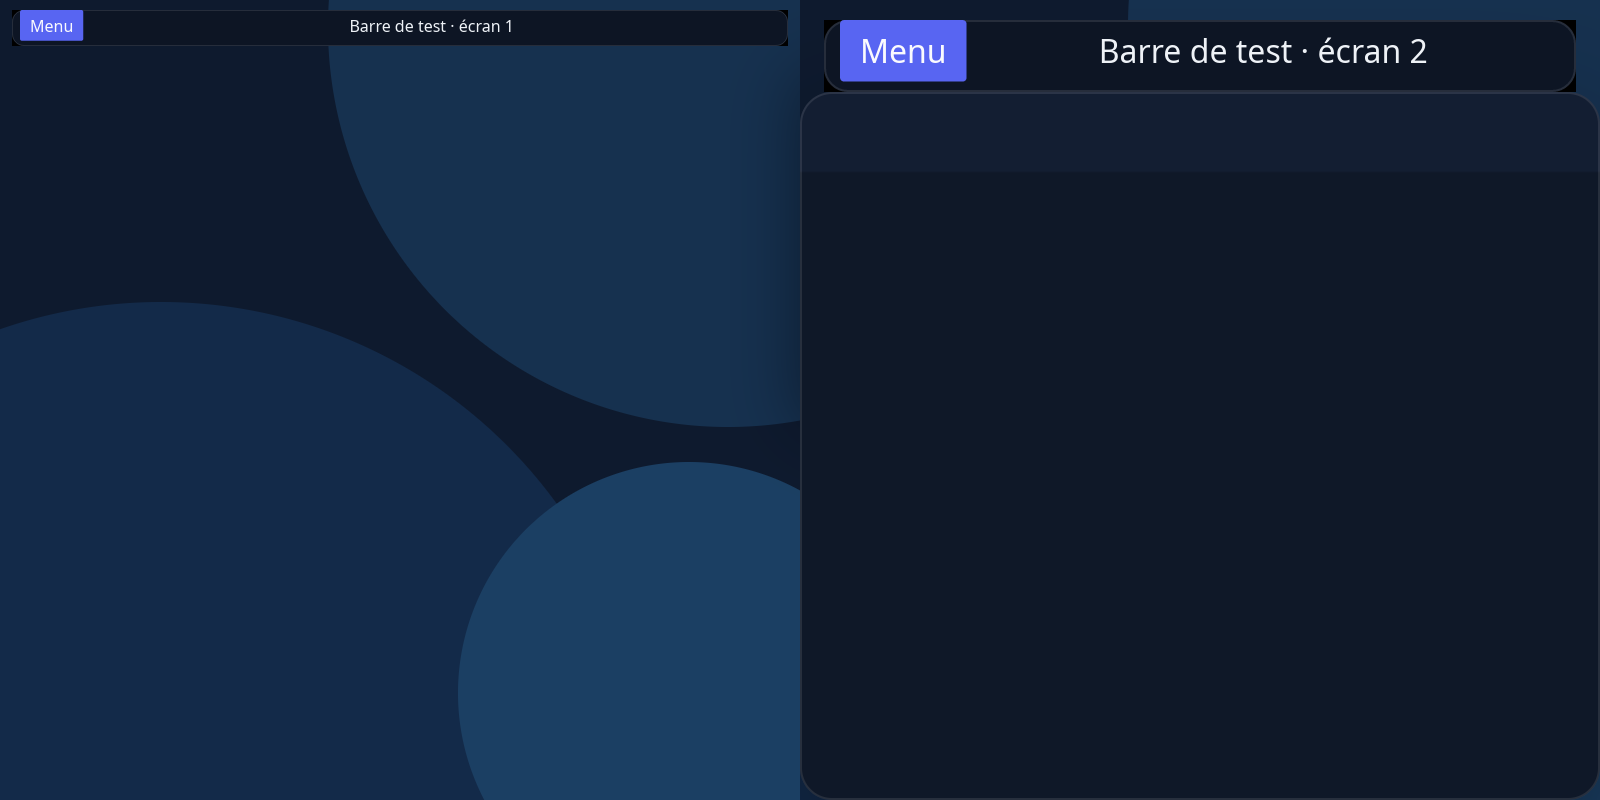 Menu
Barre de test · écran 1
Menu
Barre de test · écran 2